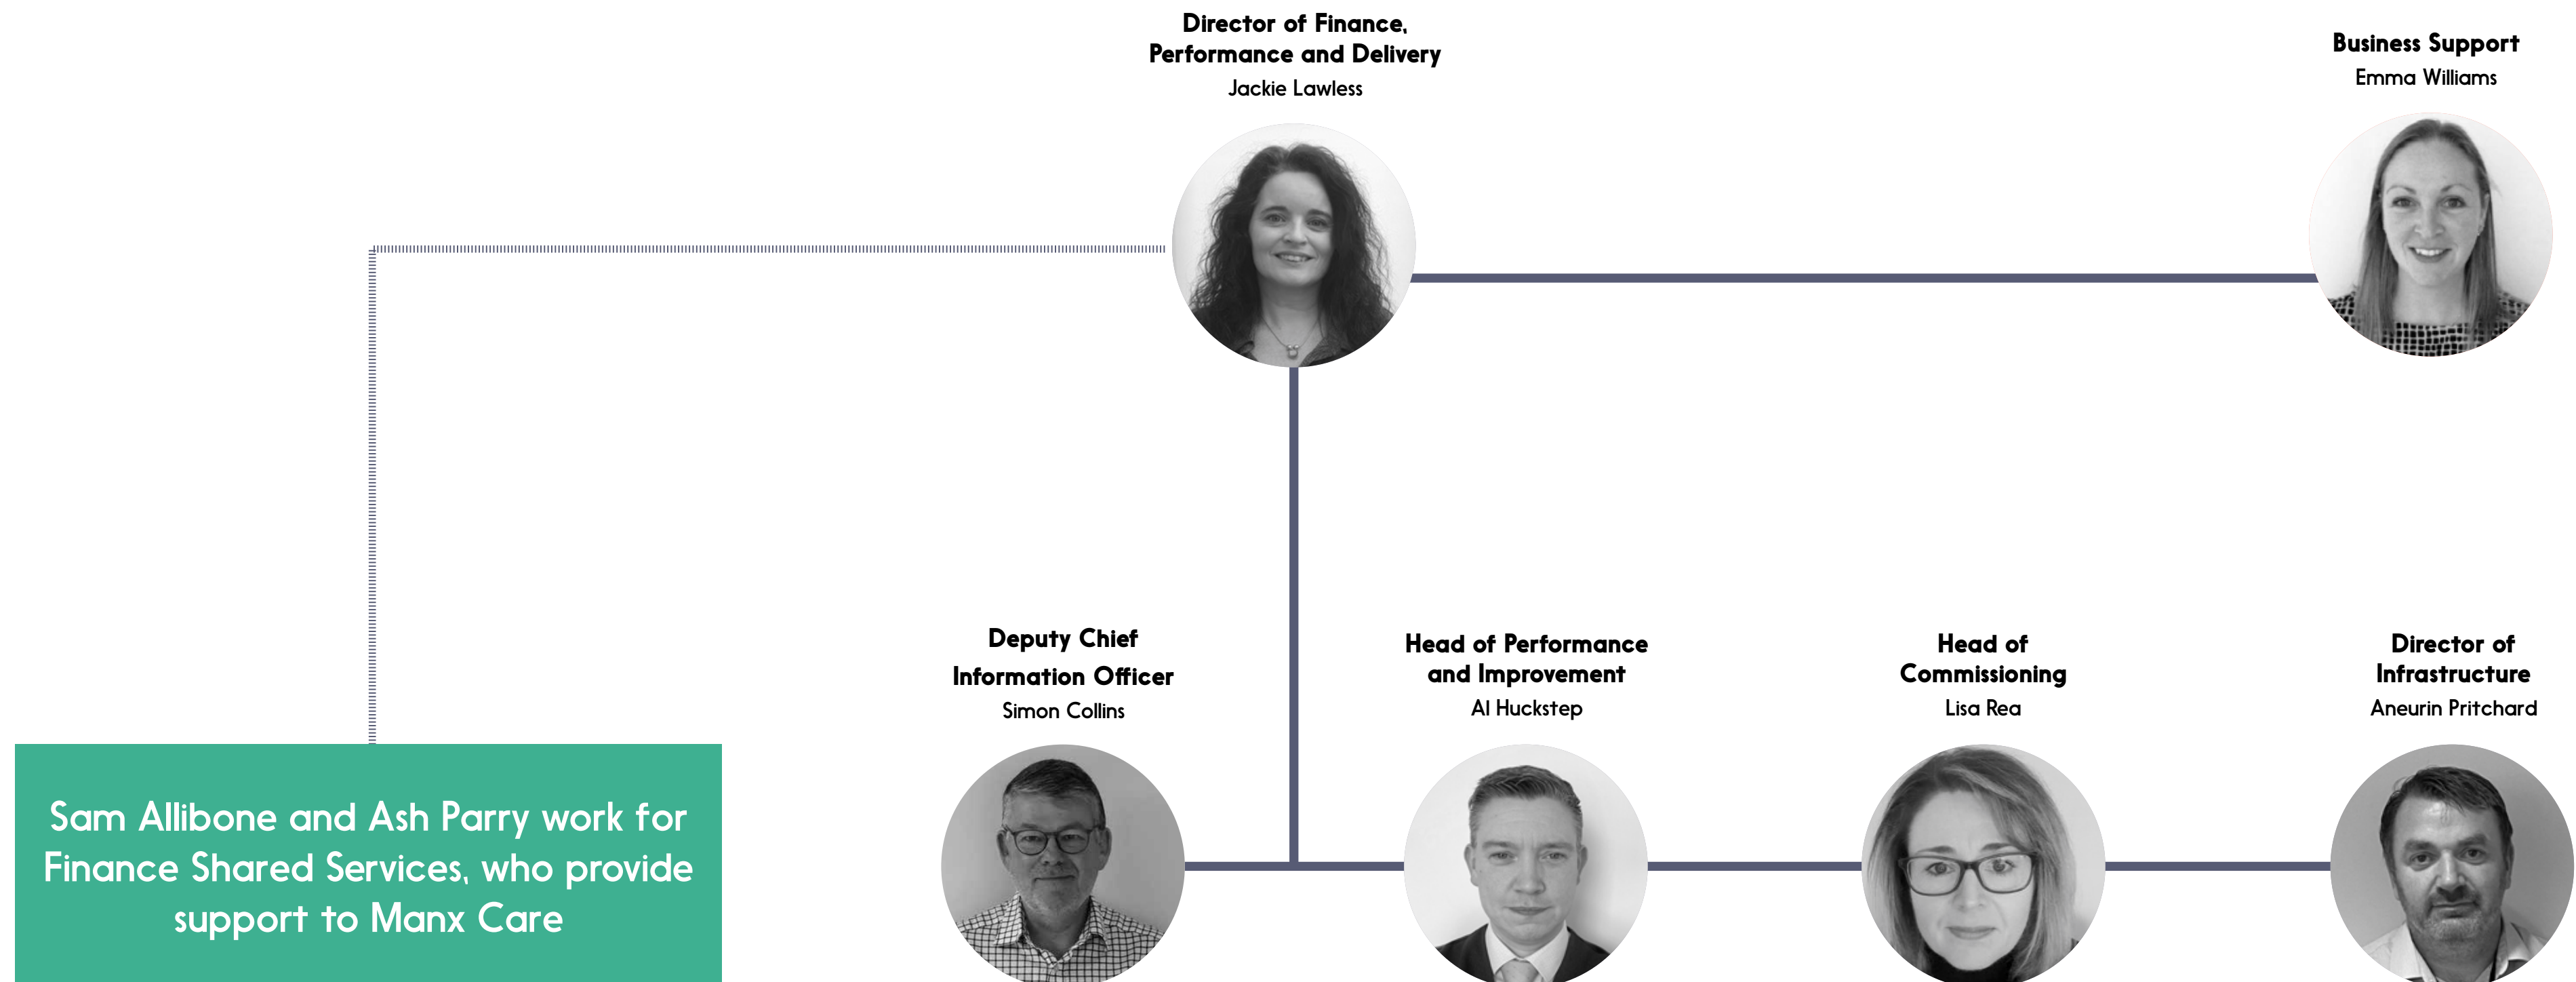 Director of Finance,
Performance and Delivery
Jackie Lawless
Business Support
Emma Williams
Deputy Chief
Information Officer
Simon Collins
Head of Performance
and Improvement
Al Huckstep
Head of
Commissioning
Lisa Rea
Director of
Infrastructure
Aneurin Pritchard
Sam Allibone and Ash Parry work for
Finance Shared Services, who provide
support to Manx Care